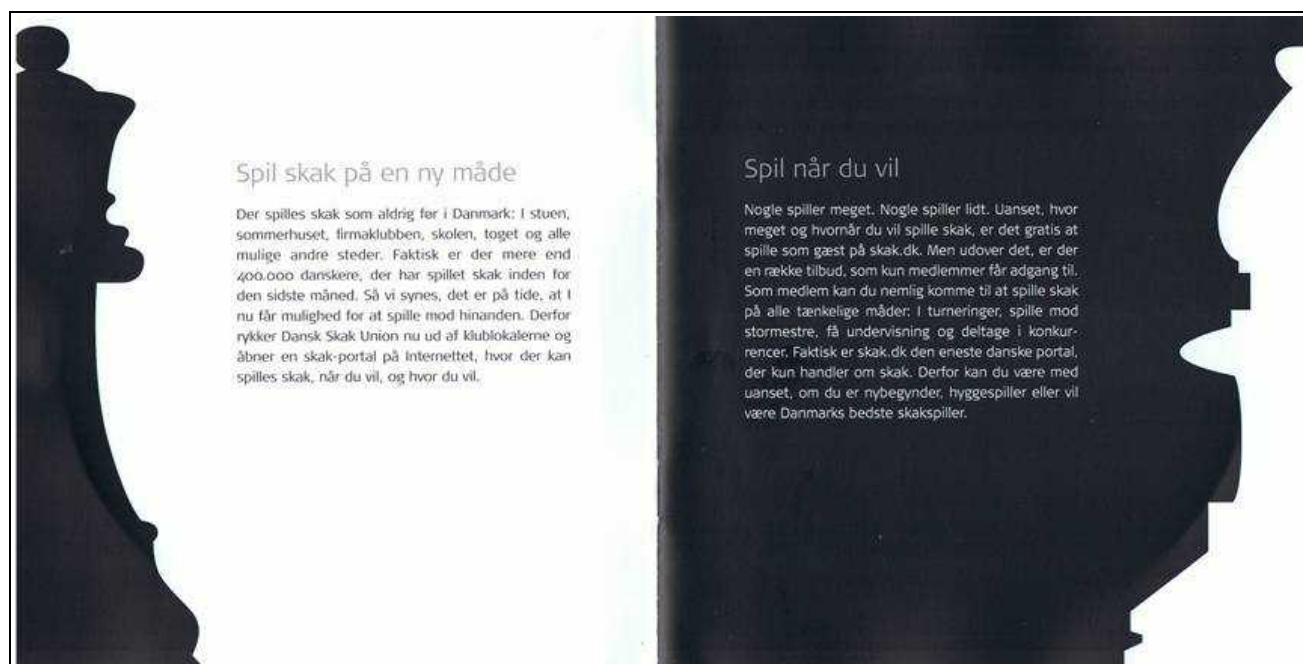 Spil skak på en ny måde
Der spilles skak som aldrig før i Danmark: I stuen,
sommerhuset, firmaklubben, skolen, toget og alle
mulige andre steder. Faktisk er der mere end
400.000 danskere, der har spillet skak inden for
den sidste måned. Så vi synes, det er på tide, at I
nu får mulighed for at spille mod hinanden. Derfor
rykker Dansk Skak Union nu ud af klublokalerne og
åbner en skak-portal på Internettet, hvor der kan
spilles skak, når du vil, og hvor du vil.
Spil når du vil
Nogle spiller meget. Nogle spiller lidt. Uanset, hvor
meget og hvornår du vil spille skak, er det gratis at
spille som gæst på skak.dk. Men udover det, er der
en række tilbud, som kun medlemmer får adgang til.
Som medlem kan du nemlig komme til at spille skak
på alle tænkelige måder: I turneringer, spille mod
stormestre, få undervisning og deltage i konkur-
rencer. Faktisk er skak.dk den eneste danske portal,
der kun handler om skak. Derfor kan du være med
uanset, om du er nybegynder, hyggespiller eller vil
være Danmarks bedste skakspiller.